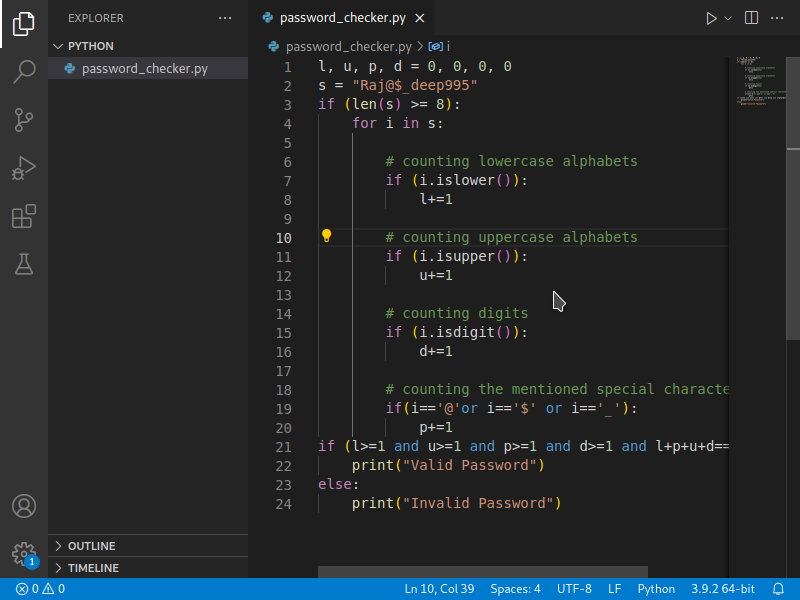 EXPLORER
PYTHON
password_checker.py
OUTLINE
TIMELINE
password_checker.py
password_checker.py > i
1 l, u, p, d = 0, 0, 0, 0
2 s = "Raj@$_deep995"
3 if (len(s) >= 8):
4 for i in s:
5
6 # counting lowercase alphabets
7 if (i.islower()):
8 l+=1
9
10 # counting uppercase alphabets
11 if (i.isupper()):
12 u+=1
13
14 # counting digits
15 if (i.isdigit()):
16 d+=1
17
18 # counting the mentioned special characte
19 if(i=='@'or i=='$' or i=='_'):
20 p+=1
21 if (l>=1 and u>=1 and p>=1 and d>=1 and l+p+u+d==
22 print("Valid Password")
23 else:
24 print("Invalid Password")
1
0 0
Ln 10, Col 39 Spaces: 4 UTF-8 LF Python 3.9.2 64-bit